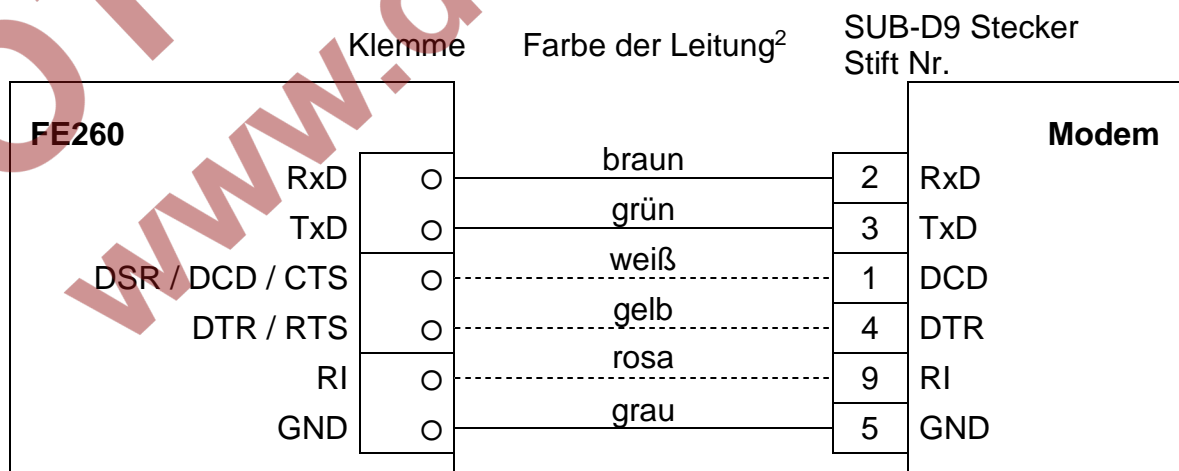 Klemme Farbe der Leitung² SUB-D9 Stecker
Stift Nr.
FE260 Modem
RxD braun 2 RxD
TxD grün 3 TxD
DSR / DCD / CTS weiß 1 DCD
DTR / RTS gelb 4 DTR
RI rosa 9 RI
GND grau 5 GND
www.d